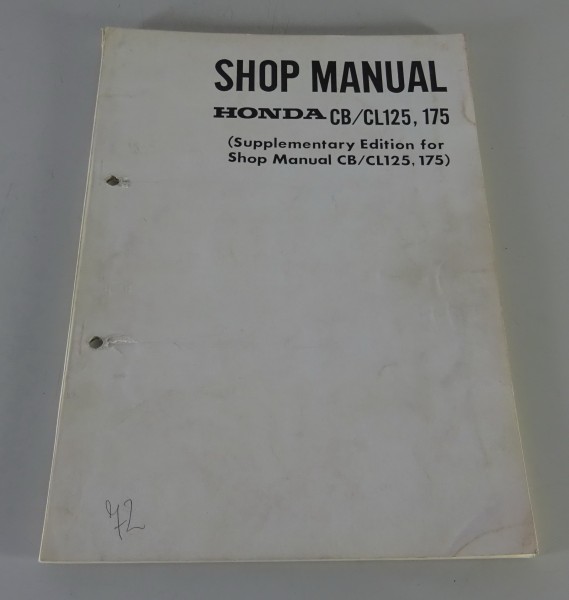 SHOP MANUAL
HONDA CB/CL125, 175
(Supplementary Edition for
Shop Manual CB/CL125, 175)
72